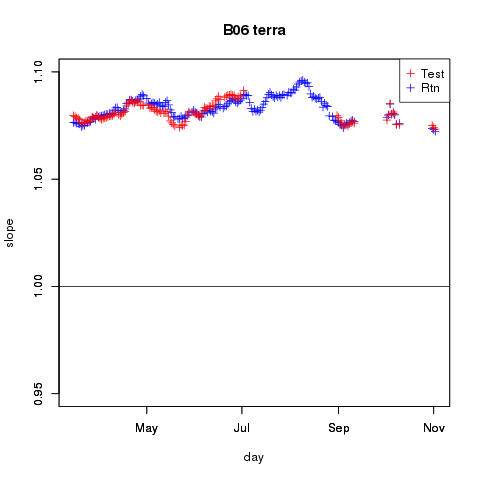 B06 terra
Test
Rtn
1.10
1.05
1.00
0.95
slope
May
Jul
Sep
Nov
day